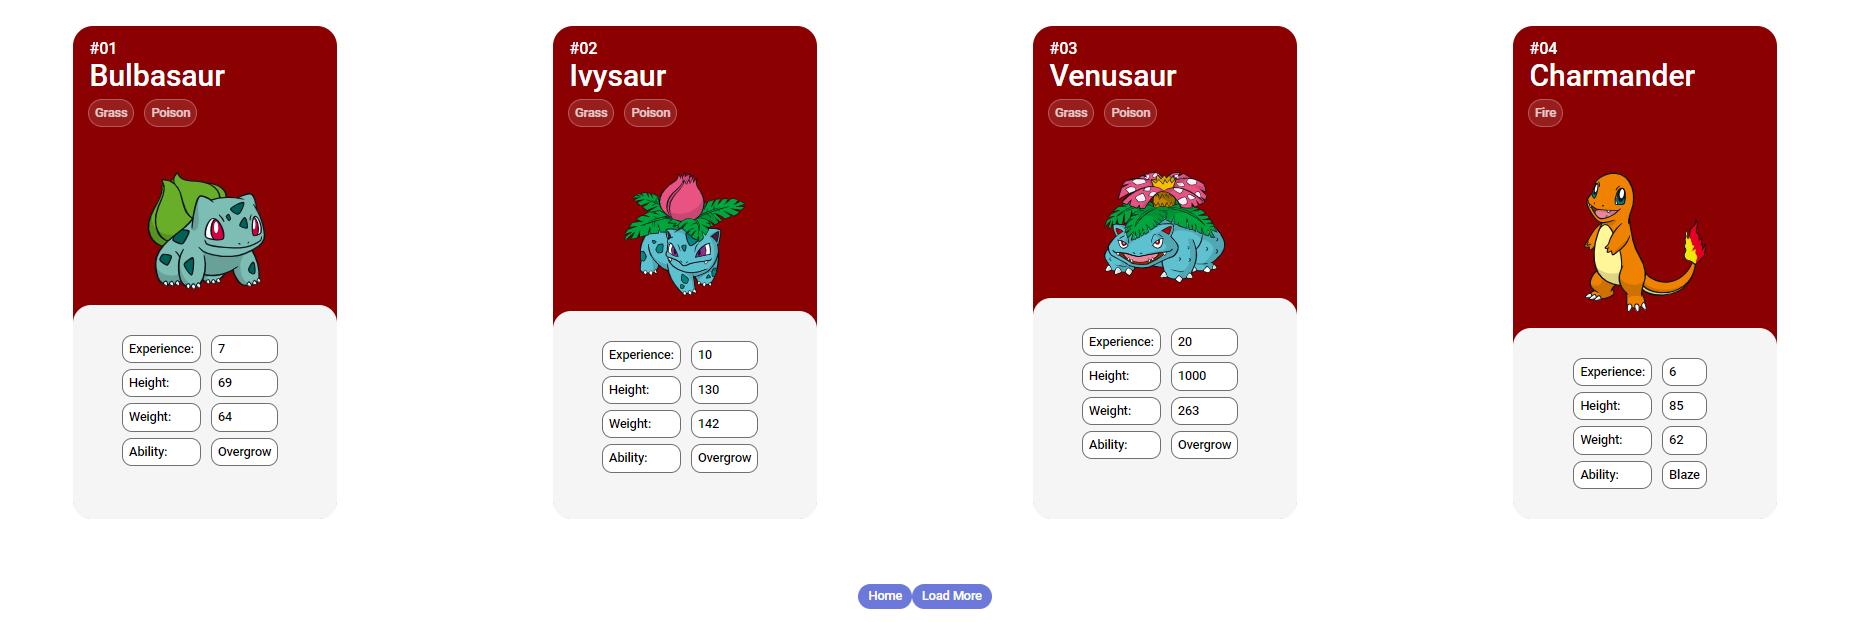 #01
Bulbasaur
Grass Poison
Experience: 7
Height: 69
Weight: 64
Ability: Overgrow
#02
Ivysaur
Grass Poison
Experience: 10
Height: 130
Weight: 142
Ability: Overgrow
#03
Venusaur
Grass Poison
Experience: 20
Height: 1000
Weight: 263
Ability: Overgrow
#04
Charmander
Fire
Experience: 6
Height: 85
Weight: 62
Ability: Blaze
Home Load More